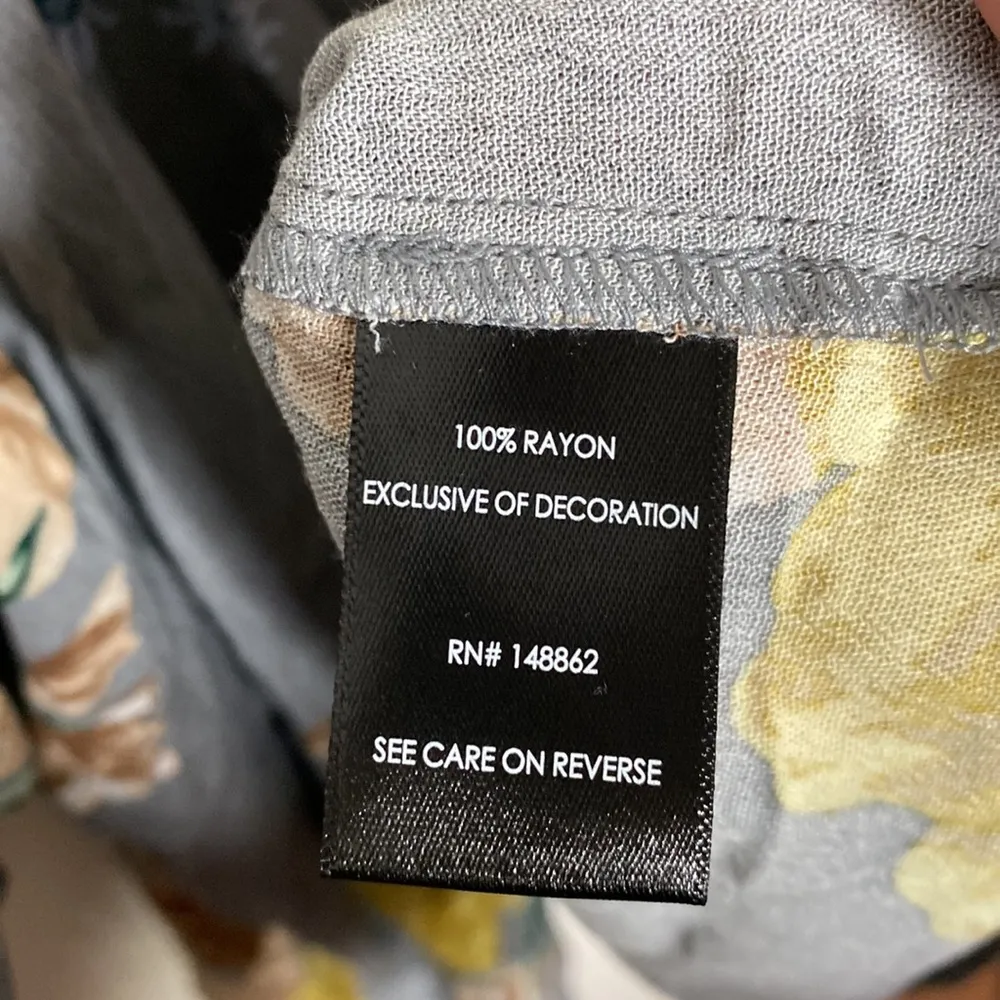 100% RAYON
EXCLUSIVE OF DECORATION
RN# 148862
SEE CARE ON REVERSE